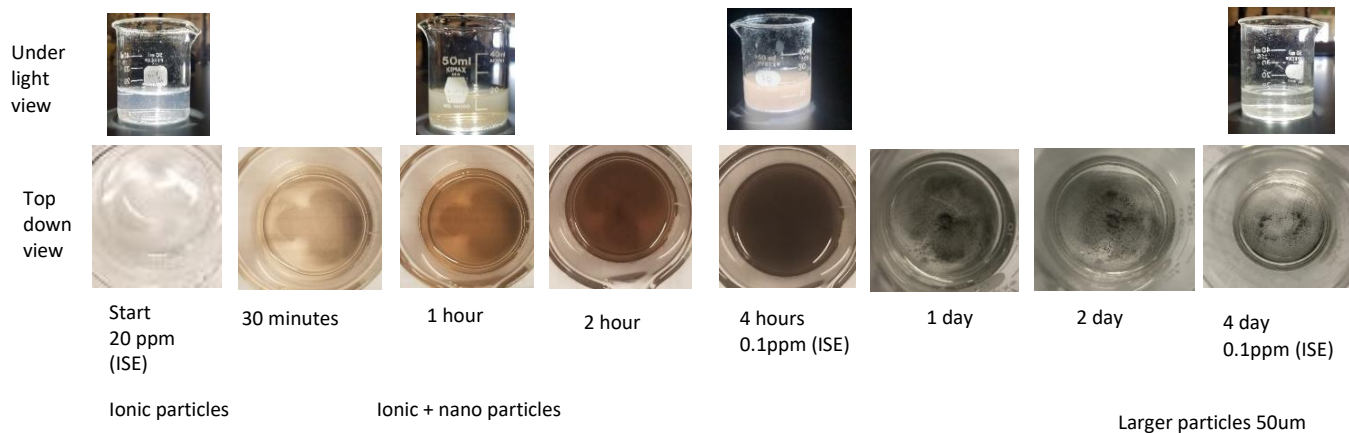 Under
light
view
50ml
KIMAX
Top
down
view
Start
20 ppm
(ISE)
30 minutes
1 hour
2 hour
4 hours
0.1ppm (ISE)
1 day
2 day
4 day
0.1ppm (ISE)
Ionic particles
Ionic + nano particles
Larger particles 50um